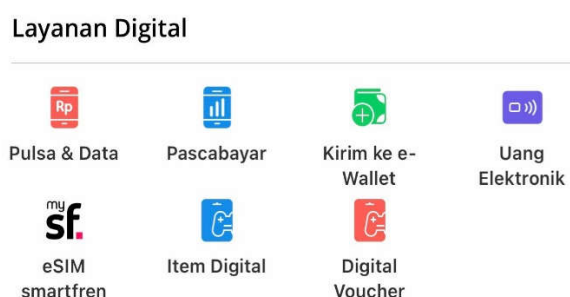 Layanan Digital
Rp
Pulsa & Data
Pascabayar
Kirim ke e-
Wallet
Uang
Elektronik
my
sf.
eSIM
smartfren
Item Digital
Digital
Voucher